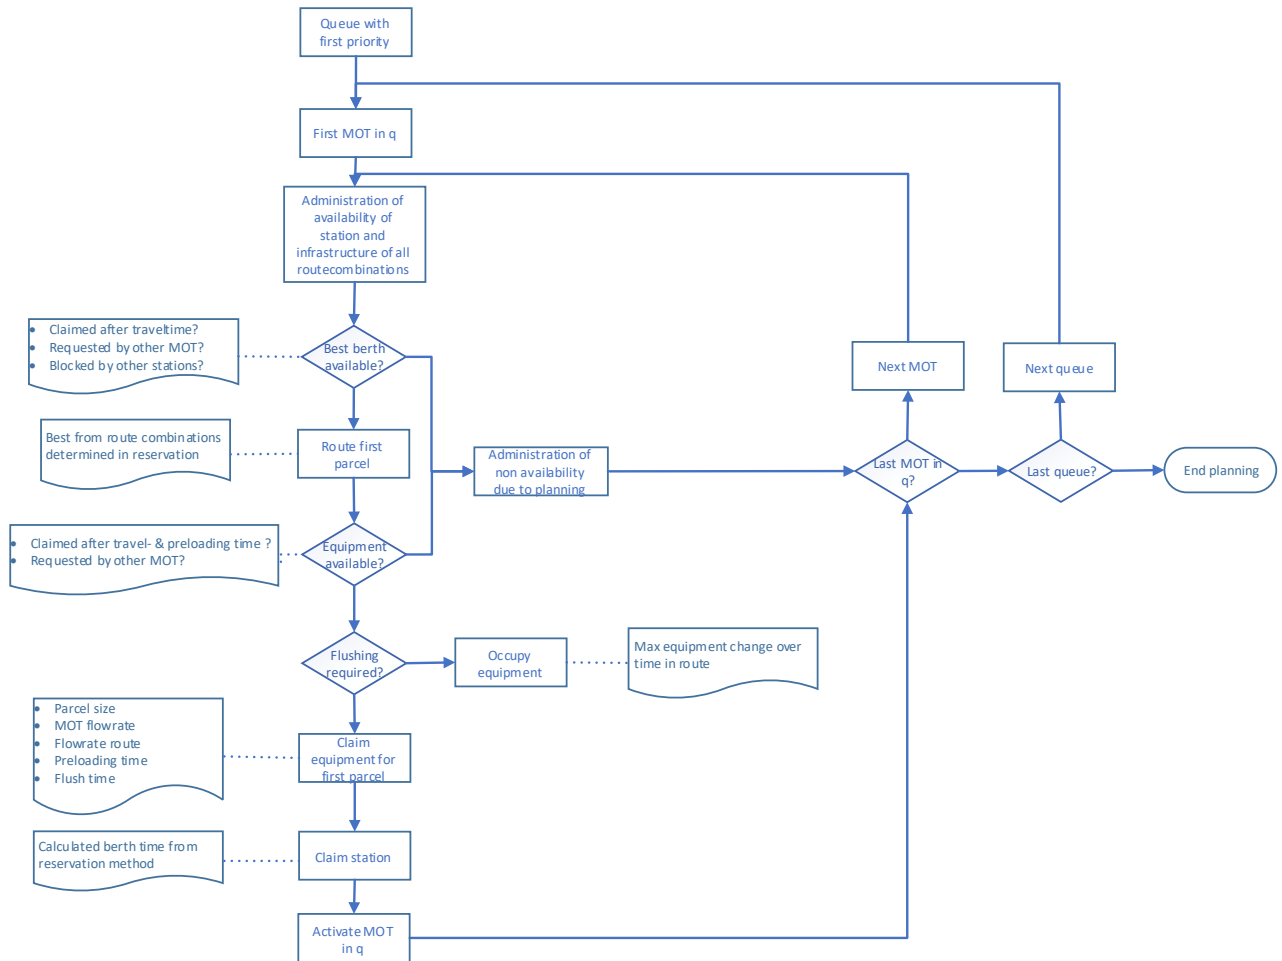 Queue with
first priority
First MOT in q
Administration of
availability of
station and
infrastructure of all
routecombinations
Claimed after traveltime?
Requested by other MOT?
Blocked by other stations?
Best berth
available?
Next MOT
Next queue
Best from route combinations
determined in reservation
Route first
parcel
Administration of
non availability
due to planning
Last MOT in
q?
Last queue?
End planning
Claimed after travel- & preloading time ?
Requested by other MOT?
Equipment
available?
Flushing
required?
Occupy
equipment
Max equipment change over
time in route
Parcel size
MOT flowrate
Flowrate route
Preloading time
Flush time
Claim
equipment for
first parcel
Calculated berth time from
reservation method
Claim station
Activate MOT
in q